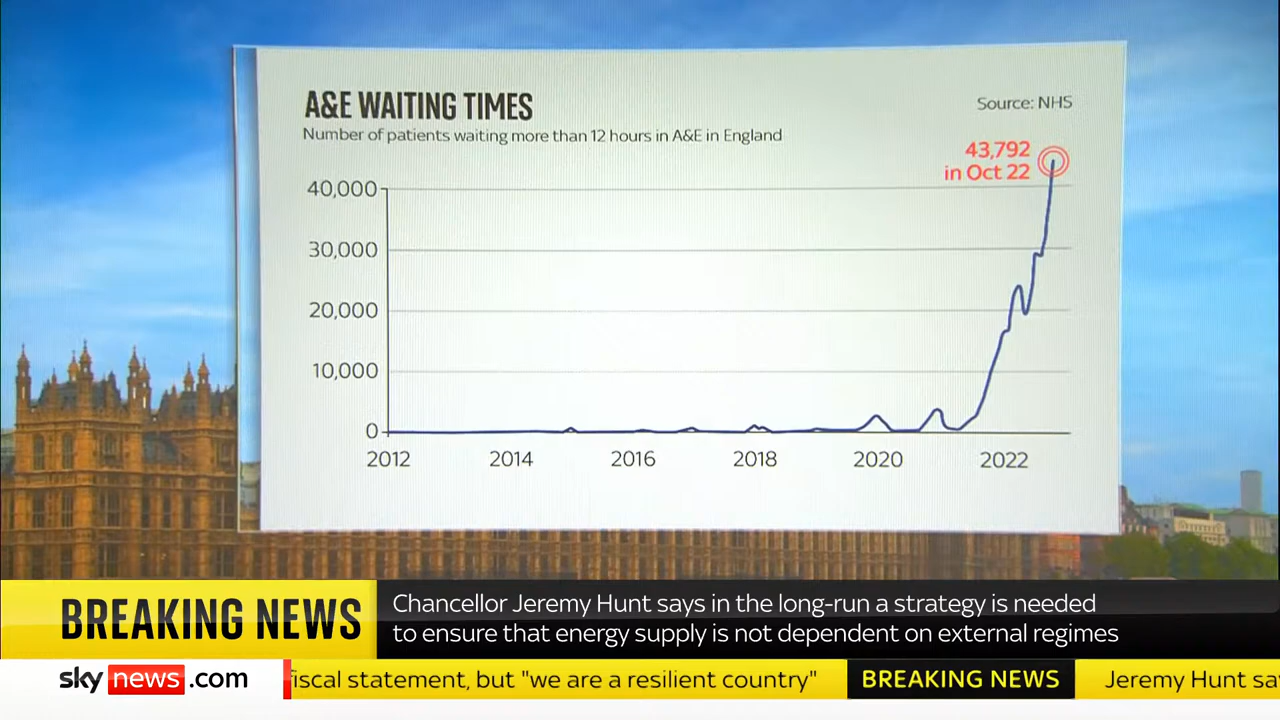 A&E WAITING TIMES
Source: NHS
Number of patients waiting more than 12 hours in A&E in England
43,792
in Oct 22
40,000
30,000
20,000
10,000
0
2012 2014 2016 2018 2020 2022
BREAKING NEWS
Chancellor Jeremy Hunt says in the long-run a strategy is needed
to ensure that energy supply is not dependent on external regimes
sky news.com
iscal statement, but "we are a resilient country" BREAKING NEWS Jeremy Hunt sa